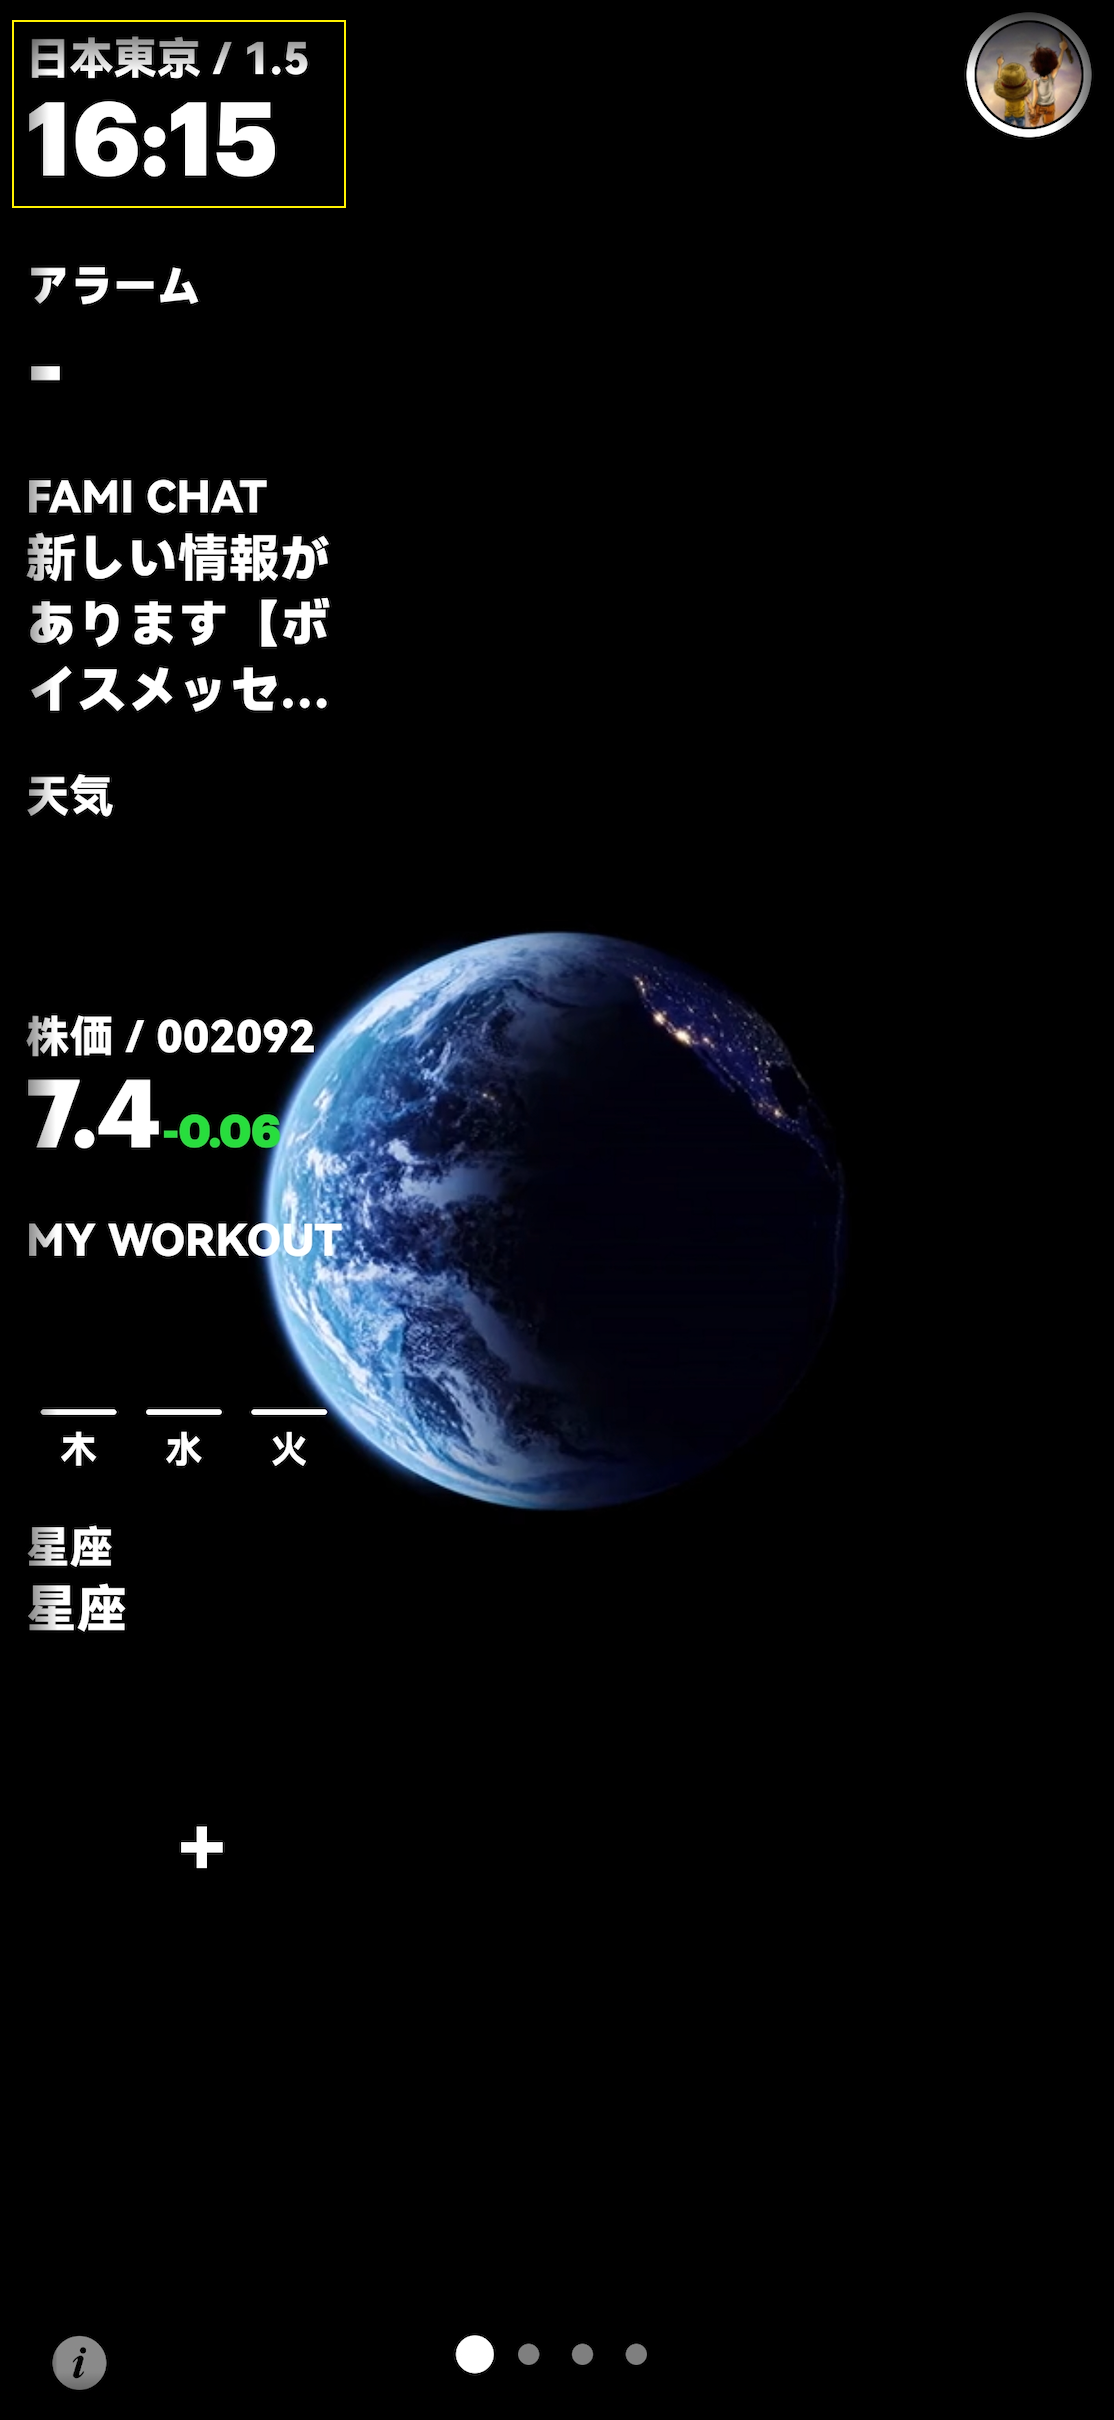 日本東京 / 1.5
16:15
アラーム
-
FAMI CHAT
新しい情報が
あります【ボ
イスメッセ...
天気
株価 / 002092
7.4 -0.06
MY WORKOUT
木 水 火
星座
星座
+
i